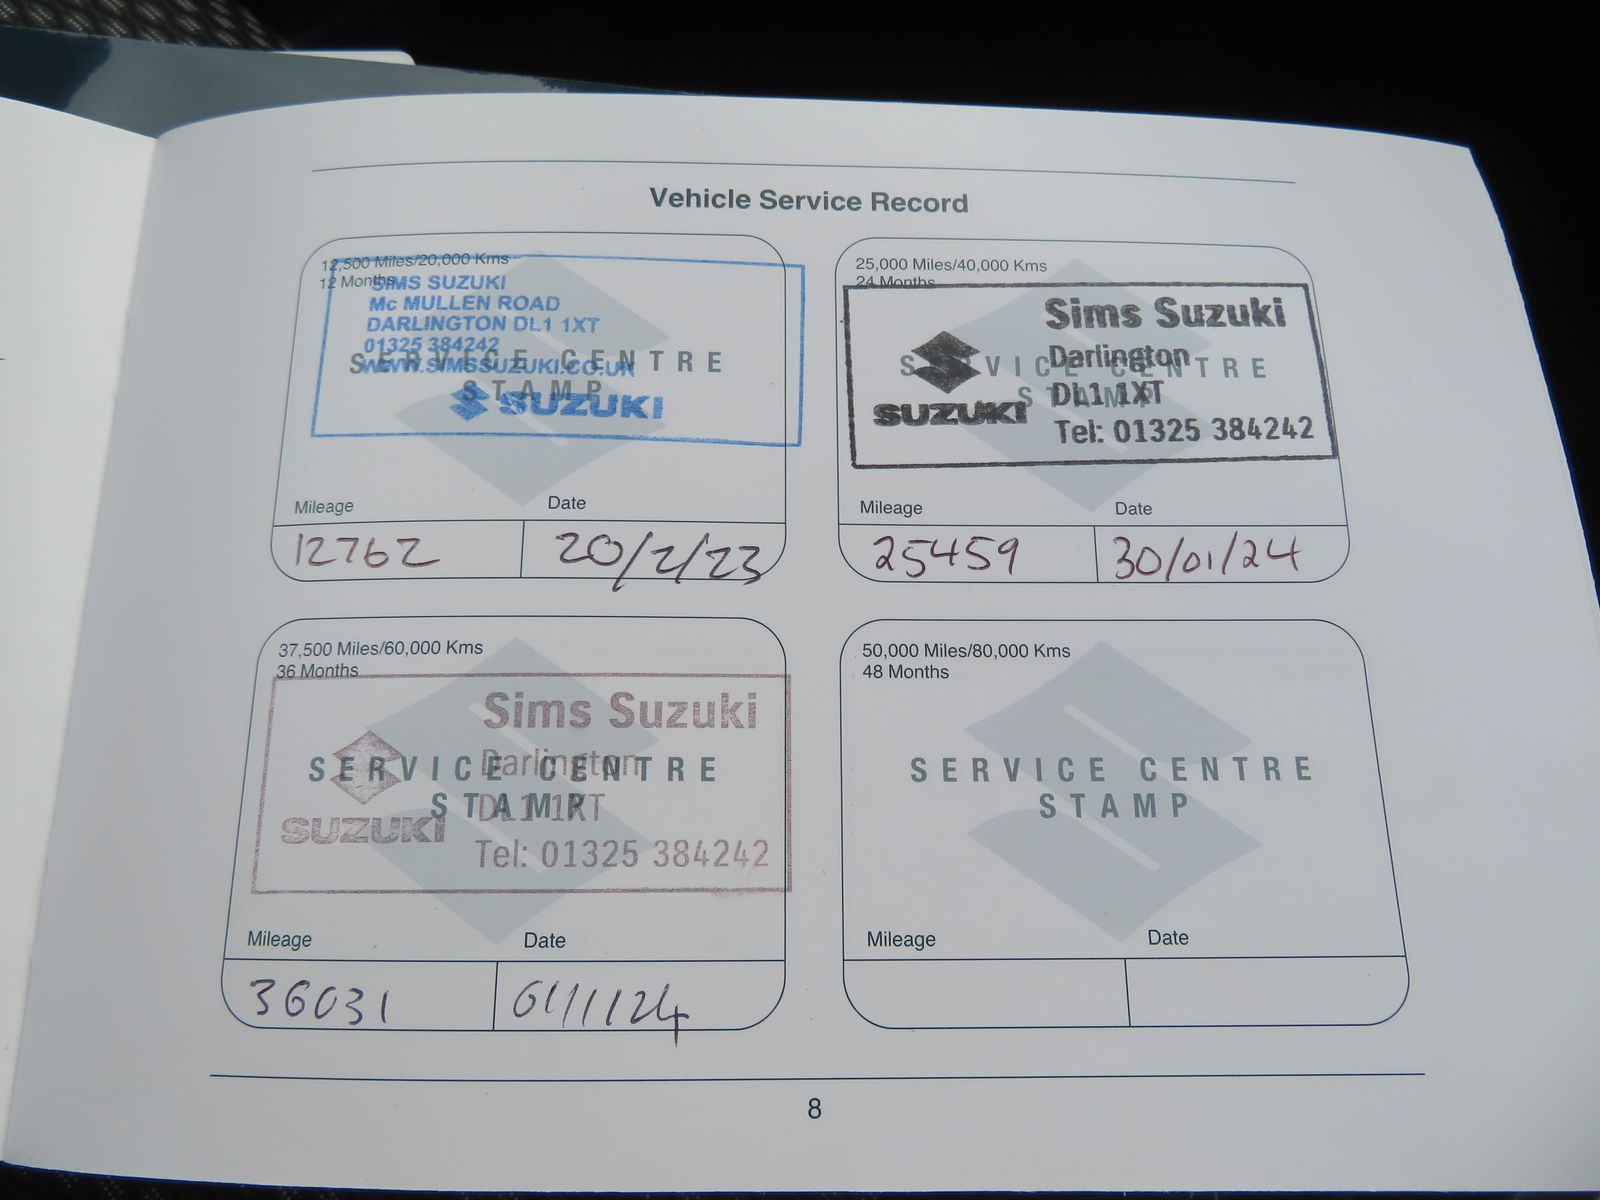 Vehicle Service Record
12,500 Miles/20,000 Kms
12 Months
SIMS SUZUKI
Mc MULLEN ROAD
DARLINGTON DL1 1XT
01325 384242
WWW.SIMSSUZUKI.CO.UK
SERVICE CENTRE
STAMP
SUZUKI
Mileage Date
12762 20/2/23
25,000 Miles/40,000 Kms
24 Months
Sims Suzuki
Darlington
SERVICE CENTRE
STAMP
DL1 1XT
SUZUKI
Tel: 01325 384242
Mileage Date
25459 30/01/24
37,500 Miles/60,000 Kms
36 Months
Sims Suzuki
Darlington
SERVICE CENTRE
STAMP
DL1 1XT
SUZUKI
Tel: 01325 384242
Mileage Date
36031
50,000 Miles/80,000 Kms
48 Months
SERVICE CENTRE
STAMP
Mileage Date
8